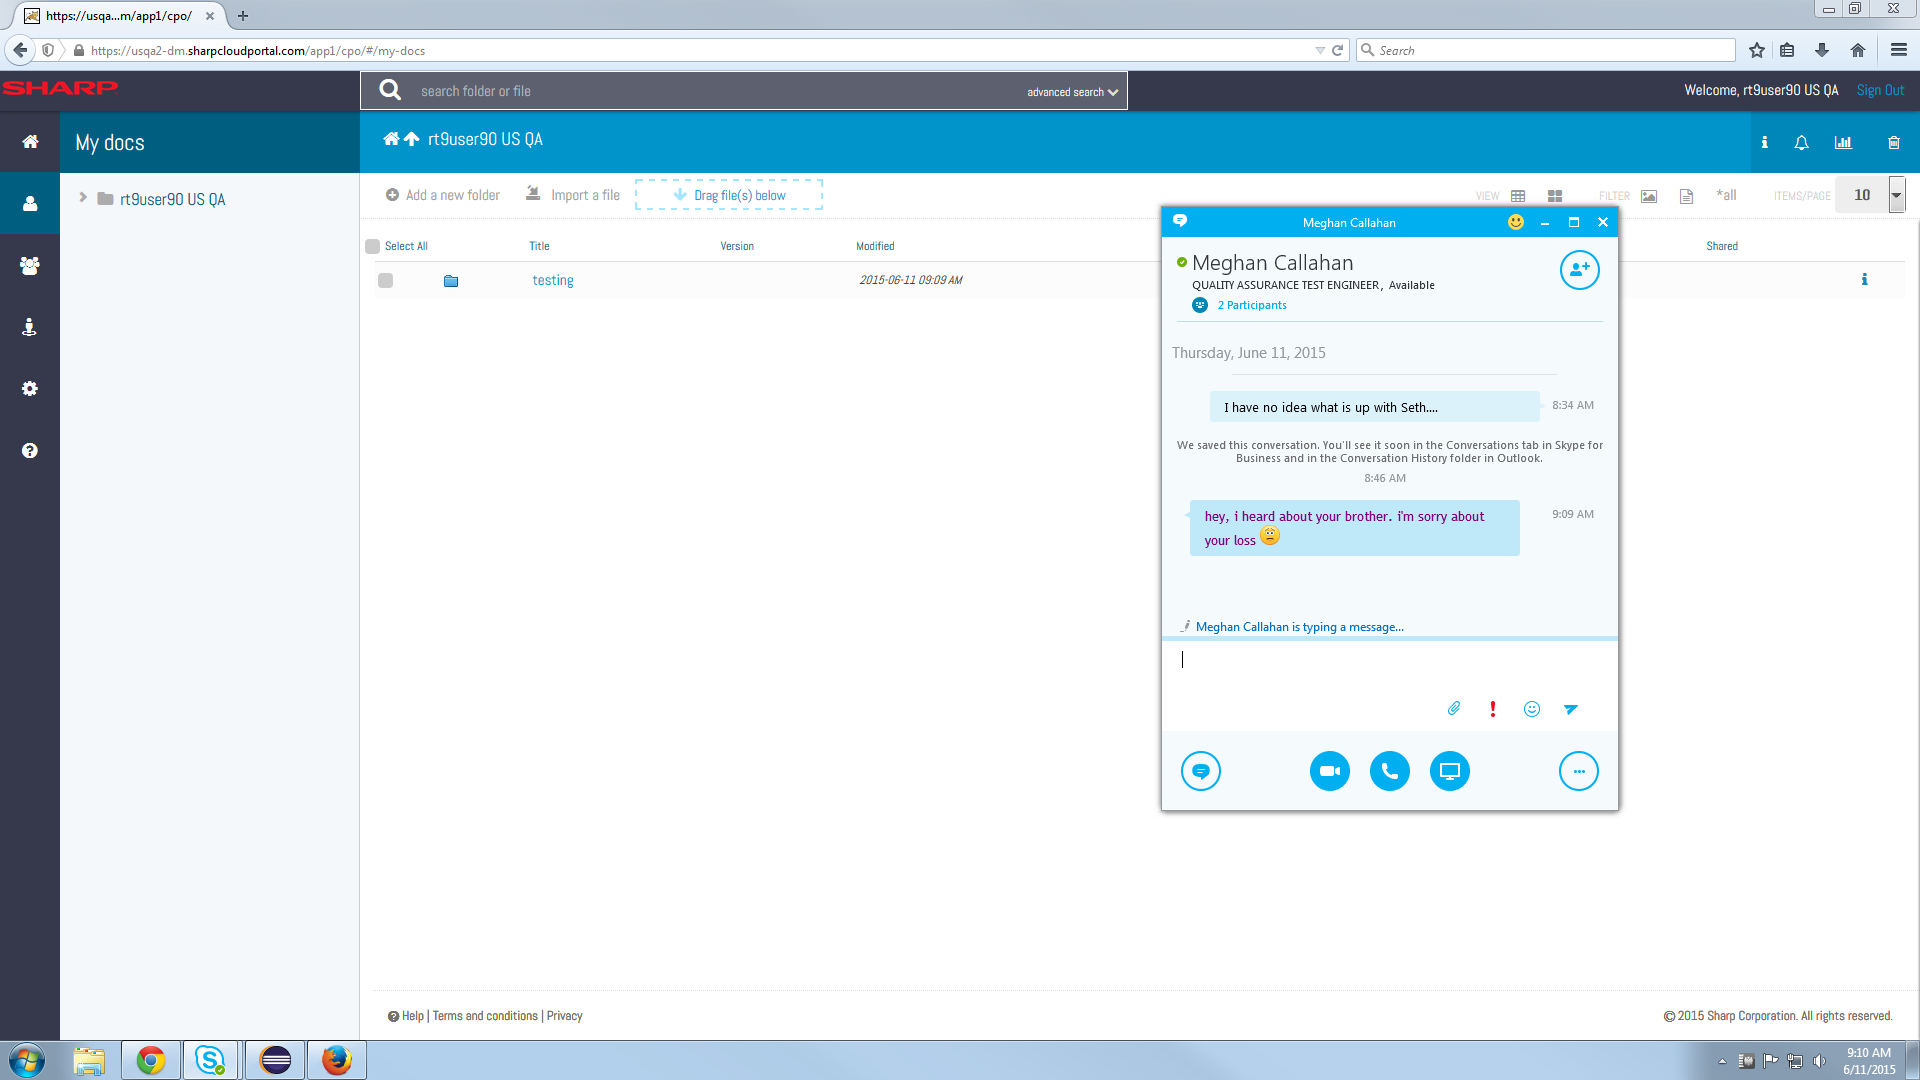 https://usqa...m/app1/cpo/
https://usqa2-dm.sharpcloudportal.com/app1/cpo/#/my-docs
Search
SHARP
search folder or file
advanced search
Welcome, rt9user90 US QA
Sign Out
My docs
rt9user90 US QA
rt9user90 US QA
Add a new folder
Import a file
Drag file(s) below
VIEW
FILTER
*all
ITEMS/PAGE
10
Select All
Title
Version
Modified
Shared
testing
2015-06-11 09:09 AM
Meghan Callahan
Meghan Callahan
QUALITY ASSURANCE TEST ENGINEER, Available
2 Participants
Thursday, June 11, 2015
I have no idea what is up with Seth....
8:34 AM
We saved this conversation. You'll see it soon in the Conversations tab in Skype for
Business and in the Conversation History folder in Outlook.
8:46 AM
hey, i heard about your brother. i'm sorry about
your loss
9:09 AM
Meghan Callahan is typing a message...
Help | Terms and conditions | Privacy
© 2015 Sharp Corporation. All rights reserved.
9:10 AM
6/11/2015